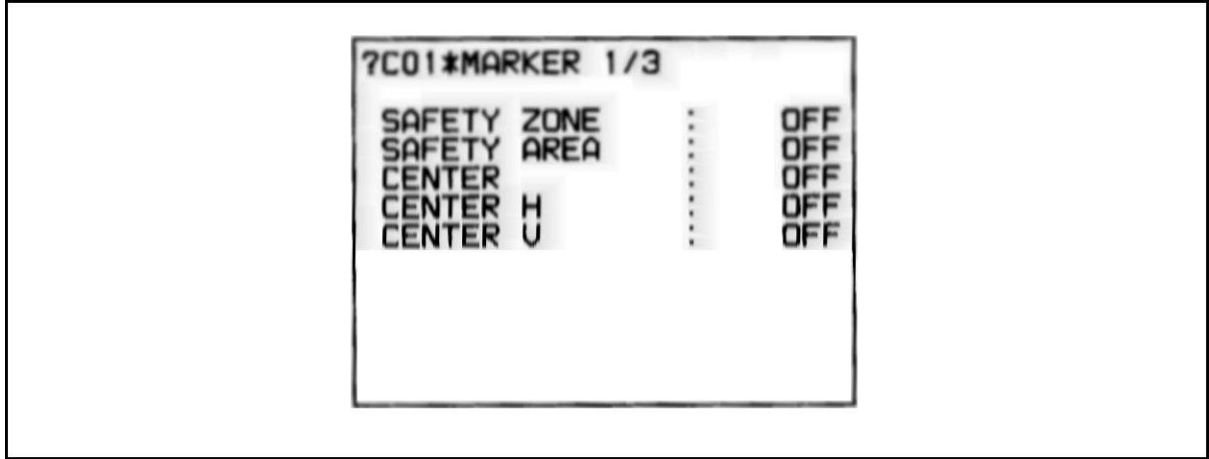 ?C01*MARKER 1/3
SAFETY ZONE : OFF
SAFETY AREA : OFF
CENTER : OFF
CENTER H : OFF
CENTER V : OFF